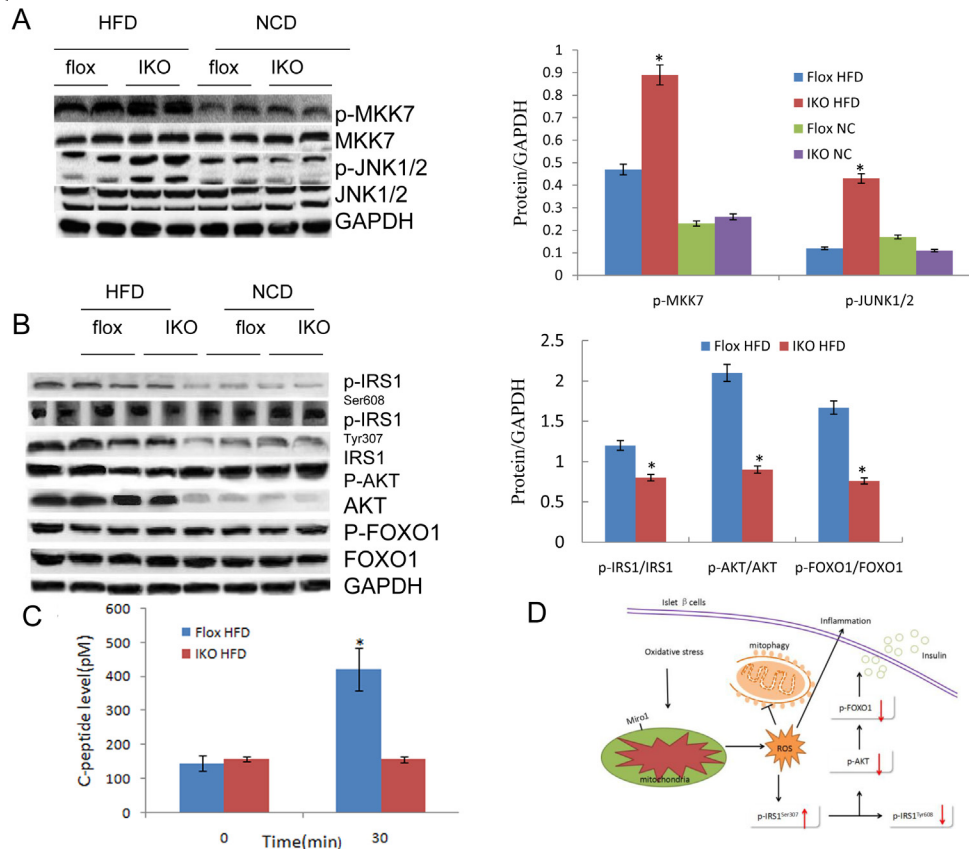 A
HFD NCD
flox IKO flox IKO
p-MKK7
MKK7
p-JNK1/2
JNK1/2
GAPDH
Protein/GAPDH
1
0.9
0.8
0.7
0.6
0.5
0.4
0.3
0.2
0.1
0
*
*
Flox HFD
IKO HFD
Flox NC
IKO NC
p-MKK7 p-JUNK1/2
B
HFD NCD
flox IKO flox IKO
p-IRS1
Ser608
p-IRS1
Tyr307
IRS1
P-AKT
AKT
P-FOXO1
FOXO1
GAPDH
Protein/GAPDH
2.5
2
1.5
1
0.5
0
Flox HFD IKO HFD
*
*
*
p-IRS1/IRS1 p-AKT/AKT p-FOXO1/FOXO1
C
C-peptide level(pM)
600
500
400
300
200
100
0
Flox HFD
IKO HFD
*
0 30
Time(min)
D
Islet β cells
Inflammation
Insulin
mitophagy
Oxidative stress
Miro1
mitochondria
ROS
p-FOXO1
p-AKT
p-IRS1Ser307
p-IRS1Tyr608